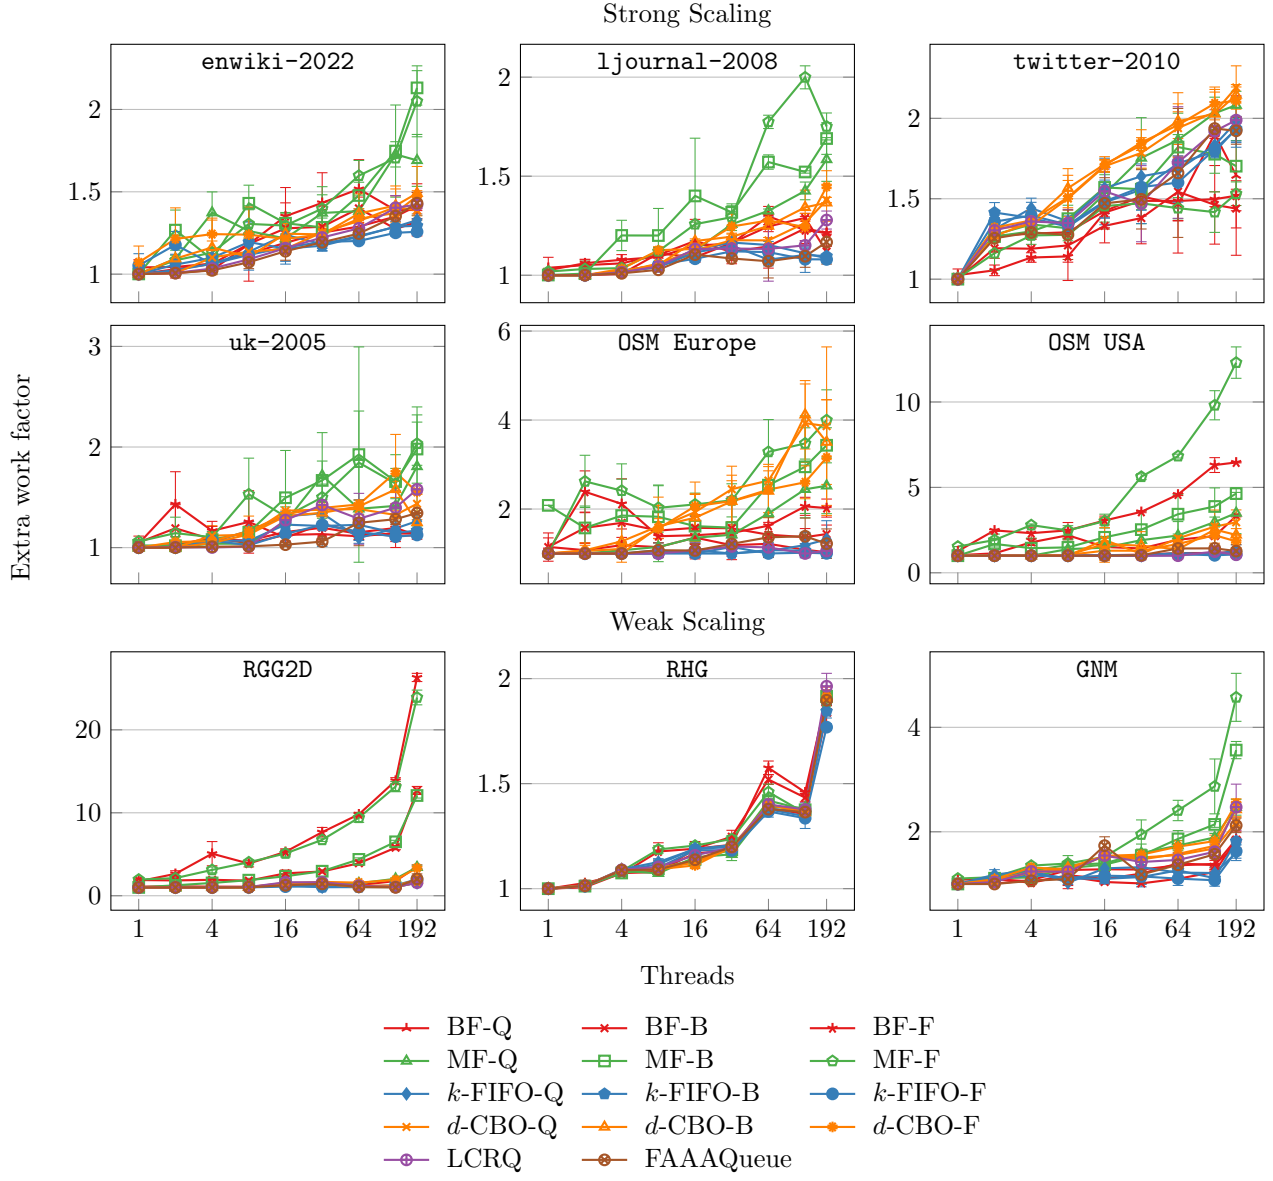 Strong Scaling
enwiki-2022
ljournal-2008
twitter-2010
2
1.5
1
2
1.5
1
2
1.5
1
uk-2005
OSM Europe
OSM USA
3
2
1
6
4
2
10
5
0
Extra work factor
Weak Scaling
RGG2D
RHG
GNM
20
10
0
2
1.5
1
4
2
1 4 16 64 192
1 4 16 64 192
1 4 16 64 192
Threads
BF-Q BF-B BF-F
MF-Q MF-B MF-F
k-FIFO-Q k-FIFO-B k-FIFO-F
d-CBO-Q d-CBO-B d-CBO-F
LCRQ FAAAQueue